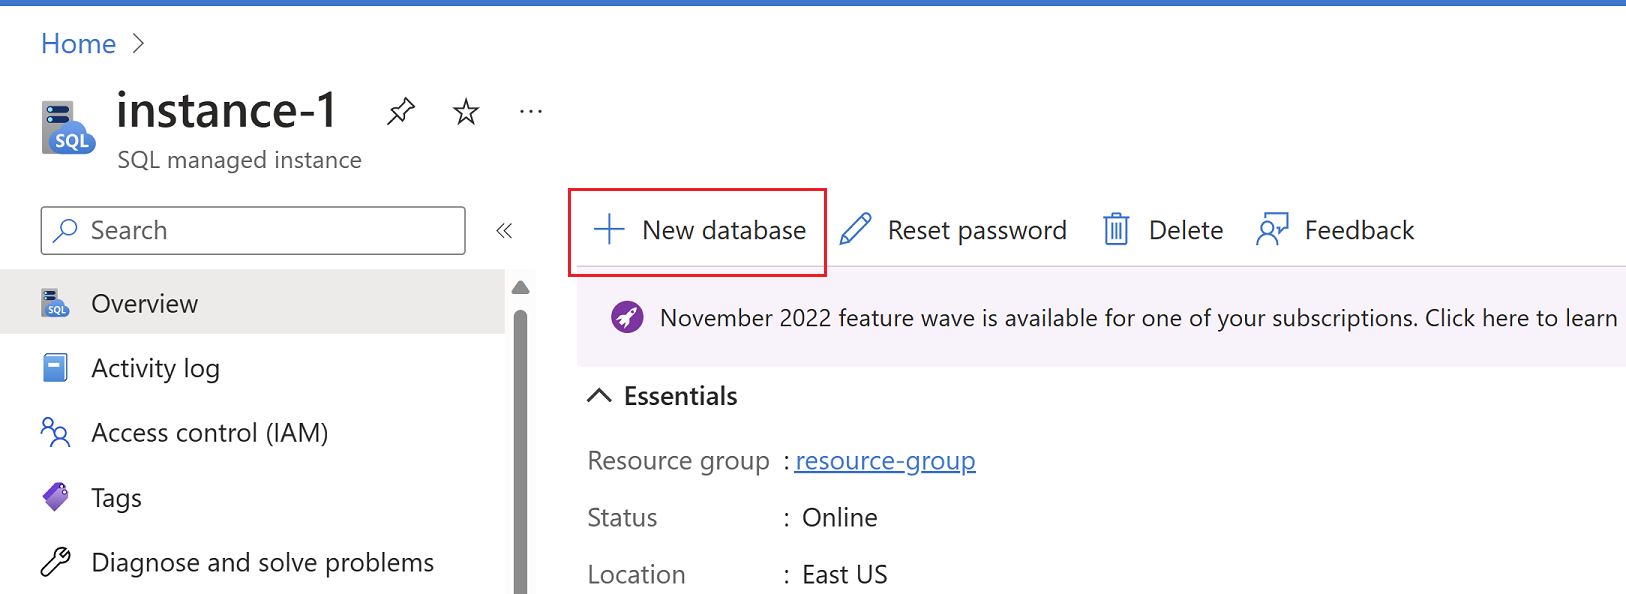 Home
instance-1
SQL
SQL managed instance
Search
New database
Reset password
Delete
Feedback
SQL
Overview
Activity log
Access control (IAM)
Tags
Diagnose and solve problems
November 2022 feature wave is available for one of your subscriptions. Click here to learn
Essentials
Resource group : resource-group
Status : Online
Location : East US